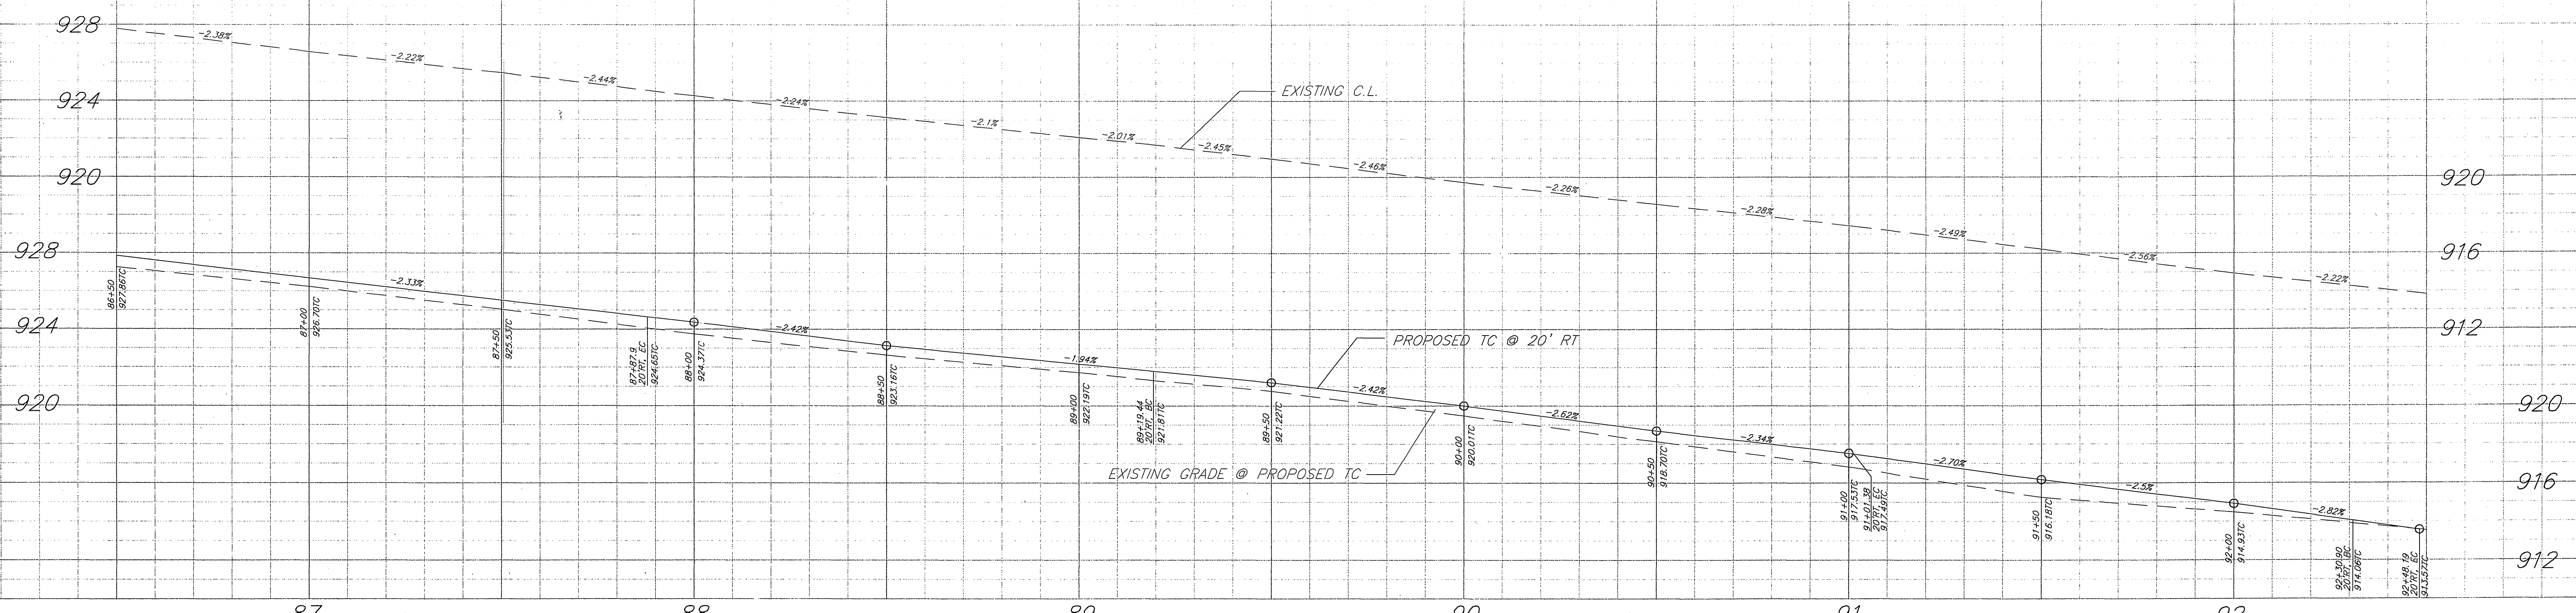 928
-2.38%
-2.22%
-2.44%
924
-2.24%
EXISTING C.L.
-2.1%
-2.01%
-2.45%
-2.46%
920
-2.26%
920
-2.28%
-2.49%
928
-2.56%
916
-2.22%
86+50
927.86TC
-2.33%
87+00
926.70TC
87+50
925.53TC
924
87+87.9
20'RT, EC
924.65TC
88+00
924.37TC
-2.42%
912
PROPOSED TC @ 20' RT
88+50
923.16TC
-1.94%
-2.42%
920
89+00
922.19TC
89+19.44
20'RT, BC
921.81TC
89+50
921.22TC
920
-2.62%
90+00
920.01TC
-2.34%
EXISTING GRADE @ PROPOSED TC
90+50
918.70TC
-2.70%
916
91+00
917.53TC
91+01.38
20'RT, EC
917.49TC
-2.5%
91+50
916.18TC
-2.82%
92+00
914.93TC
92+30.90
20'RT, BC
914.06TC
92+48.19
20'RT, EC
913.57TC
912